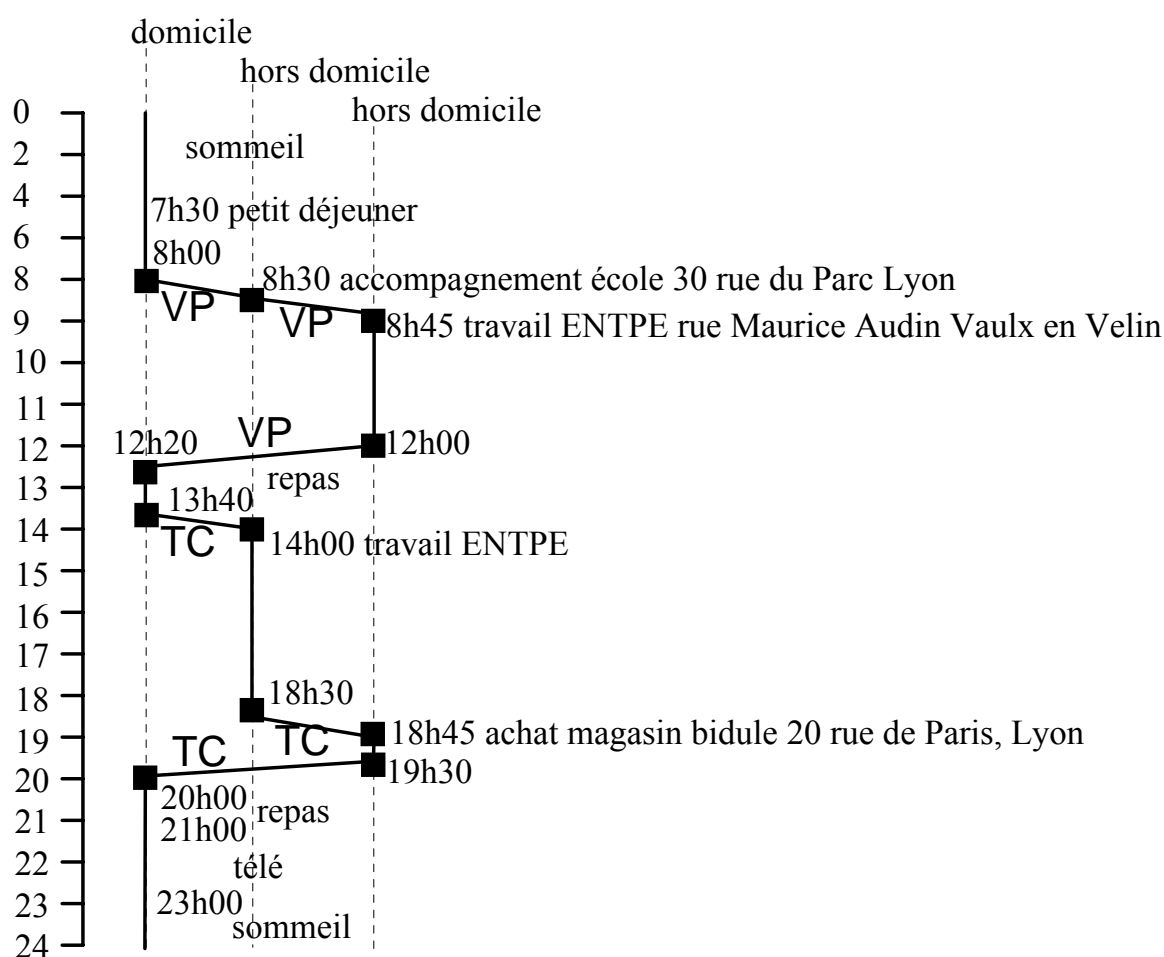 domicile
hors domicile
hors domicile
0
sommeil
2
4
7h30 petit déjeuner
6
8h00
8
8h30 accompagnement école 30 rue du Parc Lyon
VP
VP
9
8h45 travail ENTPE rue Maurice Audin Vaulx en Velin
10
11
VP
12h20
12h00
12
repas
13
13h40
14
TC
14h00 travail ENTPE
15
16
17
18
18h30
19
18h45 achat magasin bidule 20 rue de Paris, Lyon
TC
TC
19h30
20
20h00
repas
21
21h00
22
télé
23
23h00
sommeil
24